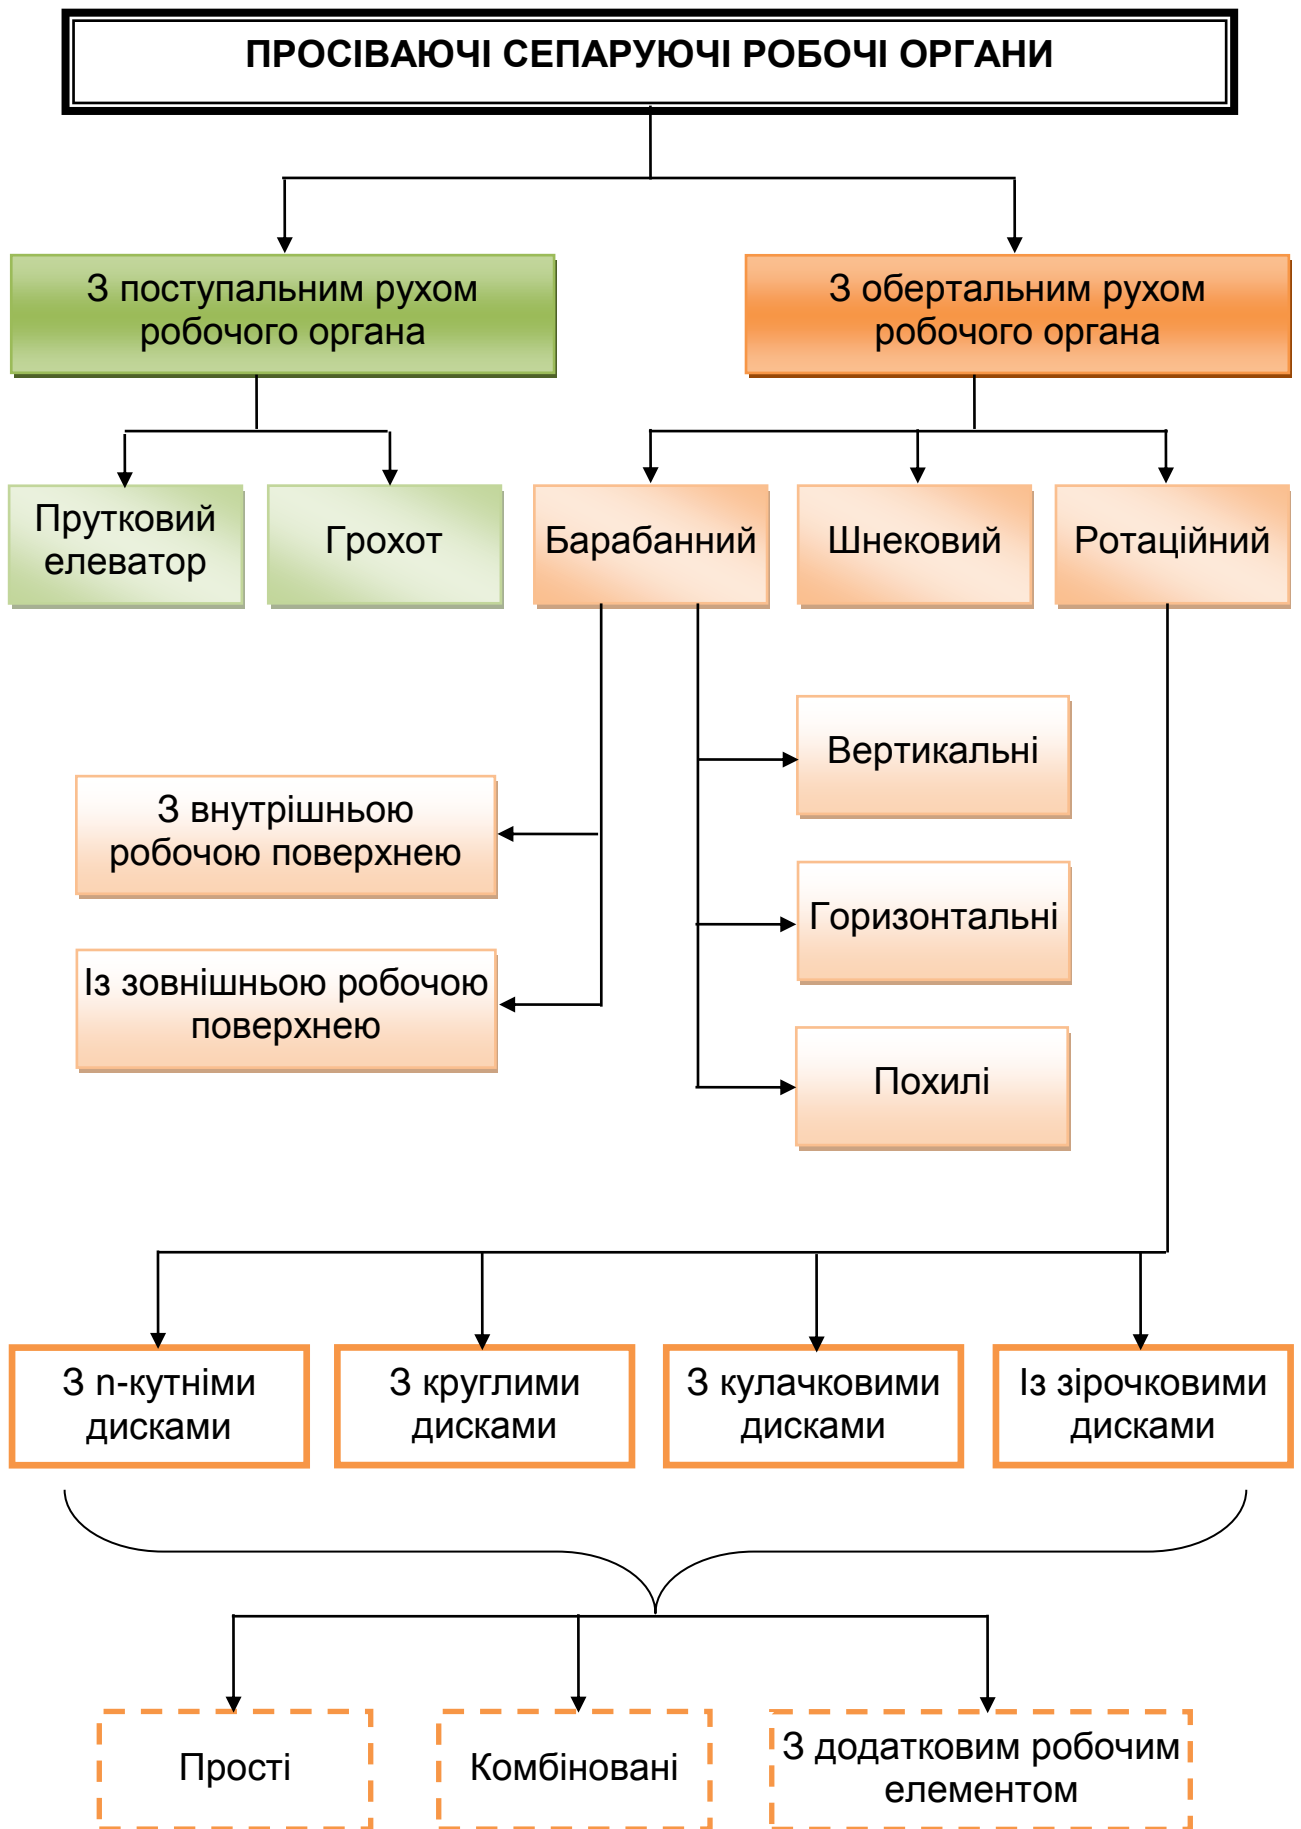 ПРОСІВАЮЧІ СЕПАРУЮЧІ РОБОЧІ ОРГАНИ
З поступальним рухом
робочого органа
З обертальним рухом
робочого органа
Прутковий
елеватор
Грохот
Барабанний
Шнековий
Ротаційний
Вертикальні
З внутрішньою
робочою поверхнею
Горизонтальні
Із зовнішньою робочою
поверхнею
Похилі
З n-кутніми
дисками
З круглими
дисками
З кулачковими
дисками
Із зірочковими
дисками
Прості
Комбіновані
З додатковим робочим
елементом